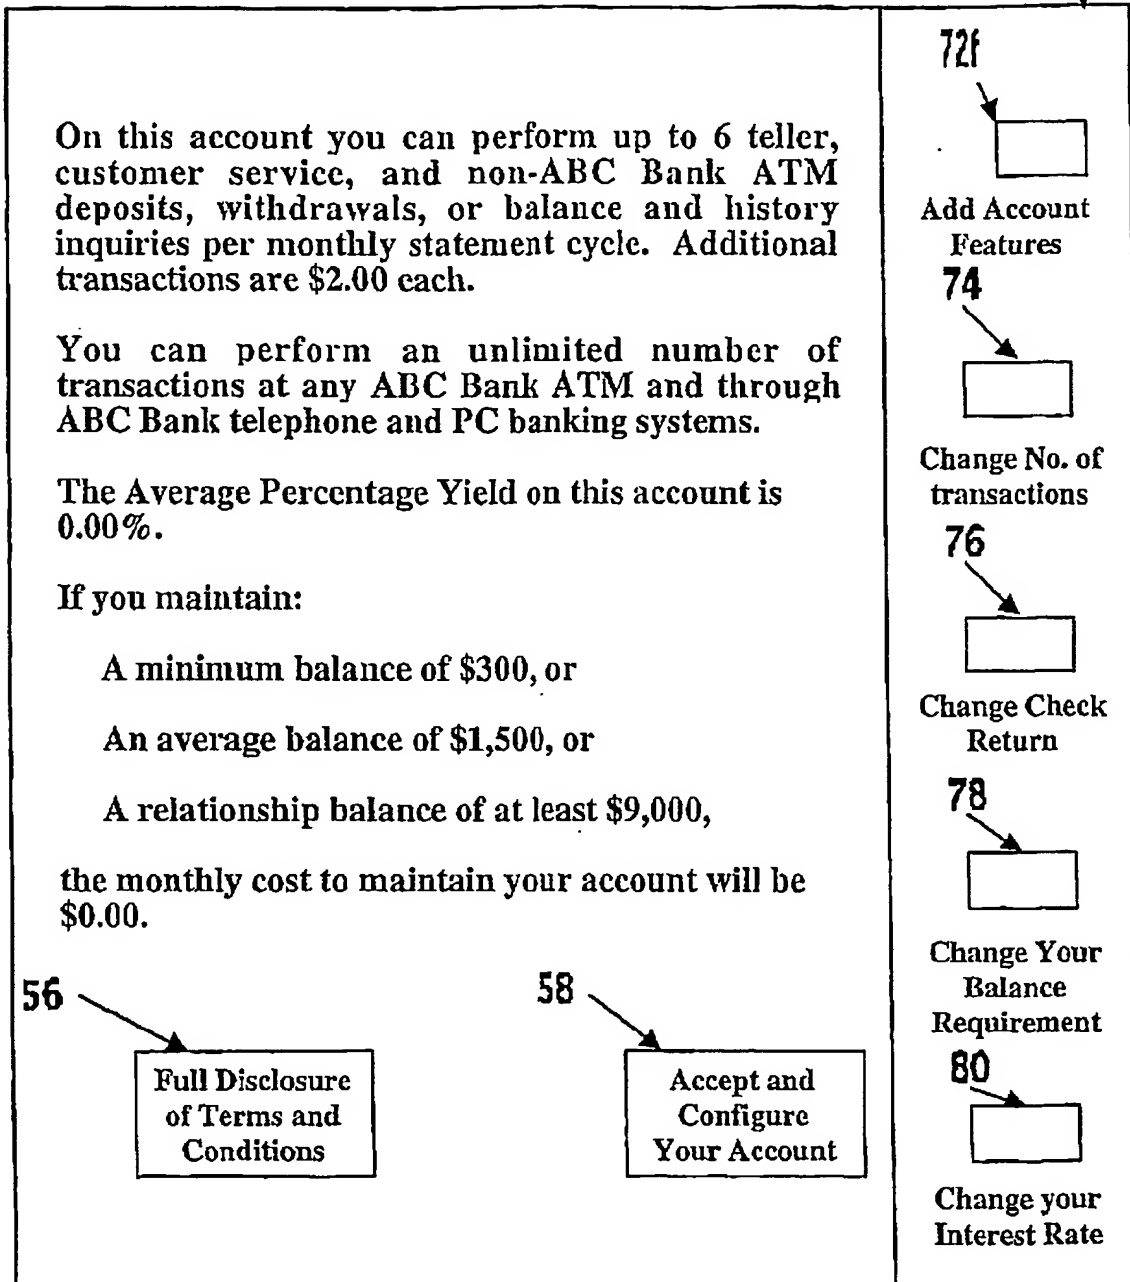 On this account you can perform up to 6 teller,
customer service, and non-ABC Bank ATM
deposits, withdrawals, or balance and history
inquiries per monthly statement cycle. Additional
transactions are $2.00 each.
You can perform an unlimited number of
transactions at any ABC Bank ATM and through
ABC Bank telephone and PC banking systems.
The Average Percentage Yield on this account is
0.00%.
If you maintain:
A minimum balance of $300, or
An average balance of $1,500, or
A relationship balance of at least $9,000,
the monthly cost to maintain your account will be
$0.00.
56
Full Disclosure
of Terms and
Conditions
58
Accept and
Configure
Your Account
72f
Add Account
Features
74
Change No. of
transactions
76
Change Check
Return
78
Change Your
Balance
Requirement
80
Change your
Interest Rate